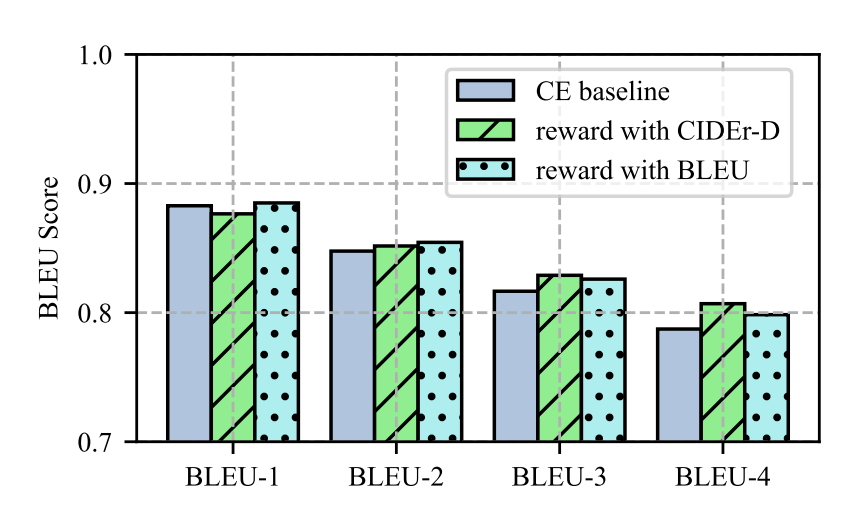 1.0
0.9
0.8
0.7
BLEU Score
CE baseline
reward with CIDEr-D
reward with BLEU
BLEU-1 BLEU-2 BLEU-3 BLEU-4